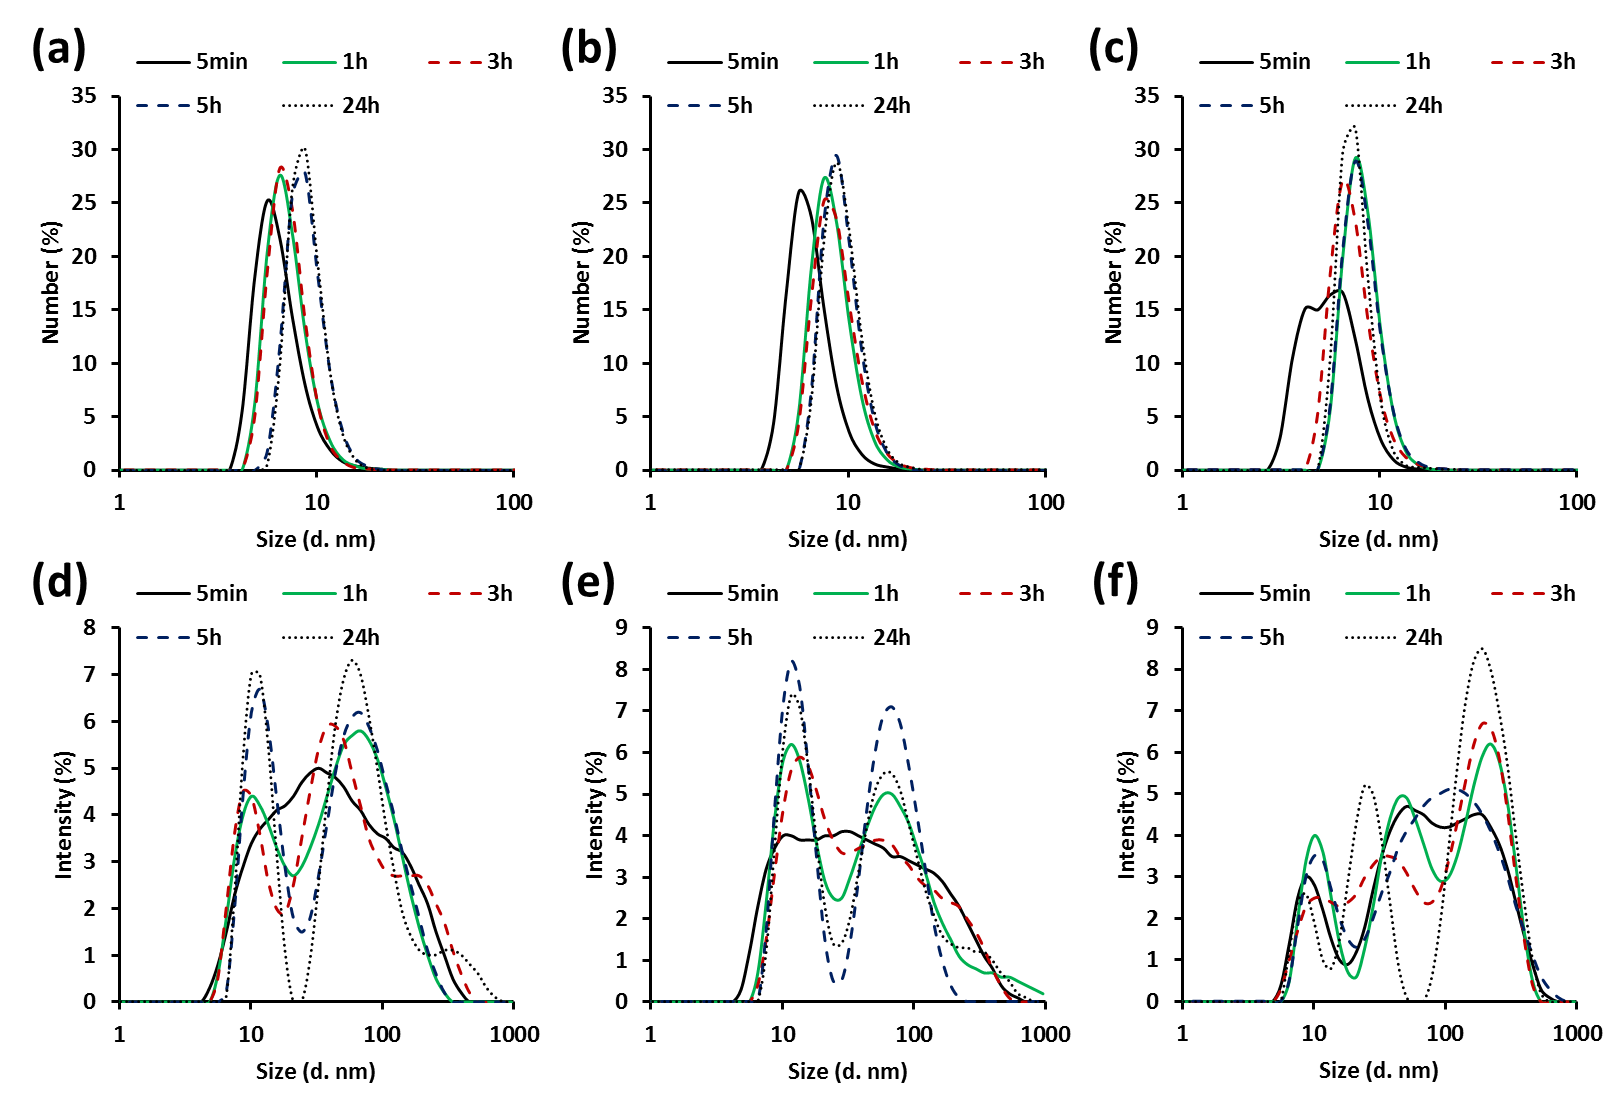 (a)
5min 1h 3h
5h 24h
35
30
25
20
15
10
5
0
Number (%)
1 10 100
Size (d. nm)
(b)
5min 1h 3h
5h 24h
35
30
25
20
15
10
5
0
Number (%)
1 10 100
Size (d. nm)
(c)
5min 1h 3h
5h 24h
35
30
25
20
15
10
5
0
Number (%)
1 10 100
Size (d. nm)
(d)
5min 1h 3h
5h 24h
8
7
6
5
4
3
2
1
0
Intensity (%)
1 10 100 1000
Size (d. nm)
(e)
5min 1h 3h
5h 24h
9
8
7
6
5
4
3
2
1
0
Intensity (%)
1 10 100 1000
Size (d. nm)
(f)
5min 1h 3h
5h 24h
9
8
7
6
5
4
3
2
1
0
Intensity (%)
1 10 100 1000
Size (d. nm)